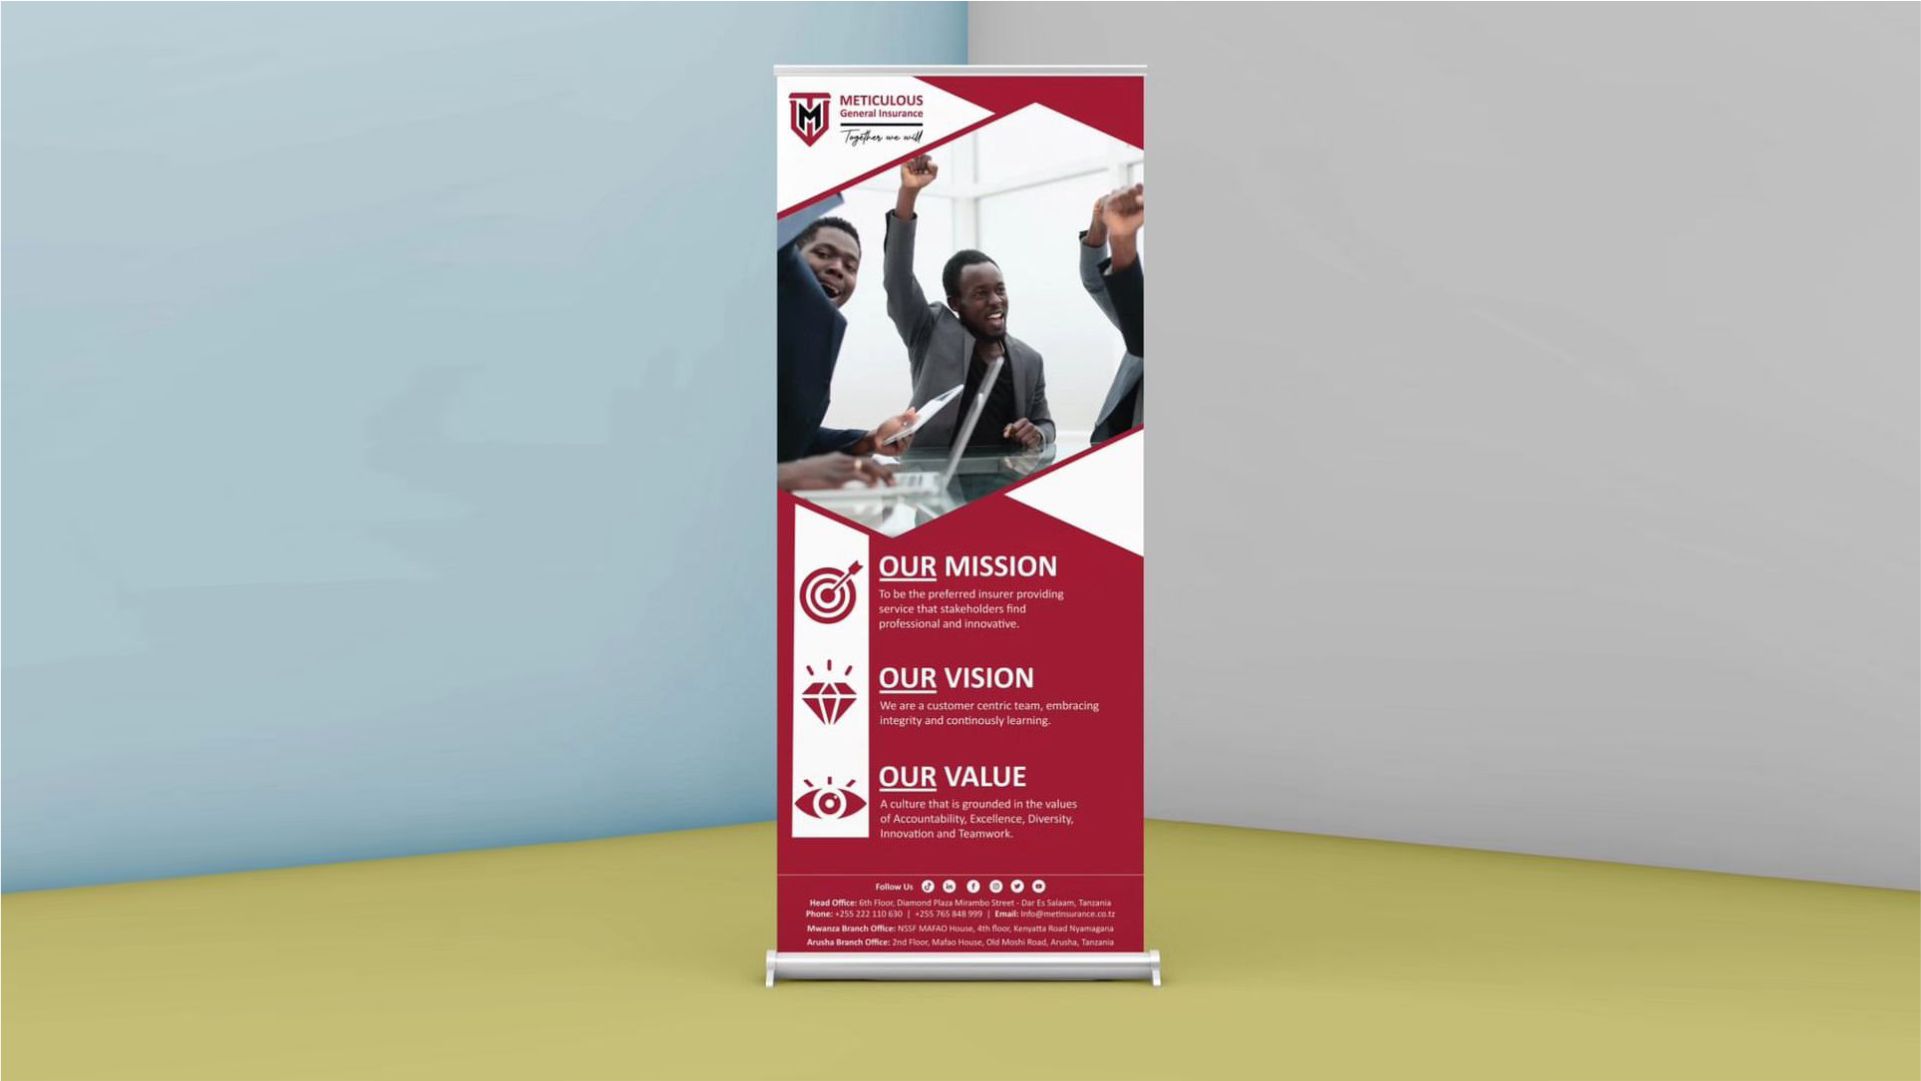 METICULOUS
General Insurance
Together we will
OUR MISSION
To be the preferred insurer providing
service that stakeholders find
professional and innovative.
OUR VISION
We are a customer centric team, embracing
integrity and continously learning.
OUR VALUE
A culture that is grounded in the values
of Accountability, Excellence, Diversity,
Innovation and Teamwork.
Follow Us
Head Office: 6th Floor, Diamond Plaza Mirambo Street - Dar Es Salaam, Tanzania
Phone: +255 222 110 630 | +255 765 848 999 | Email: Info@metinsurance.co.tz
Mwanza Branch Office: NSSF MAFAO House, 4th floor, Kenyatta Road Nyamagana
Arusha Branch Office: 2nd Floor, Mafao House, Old Moshi Road, Arusha, Tanzania